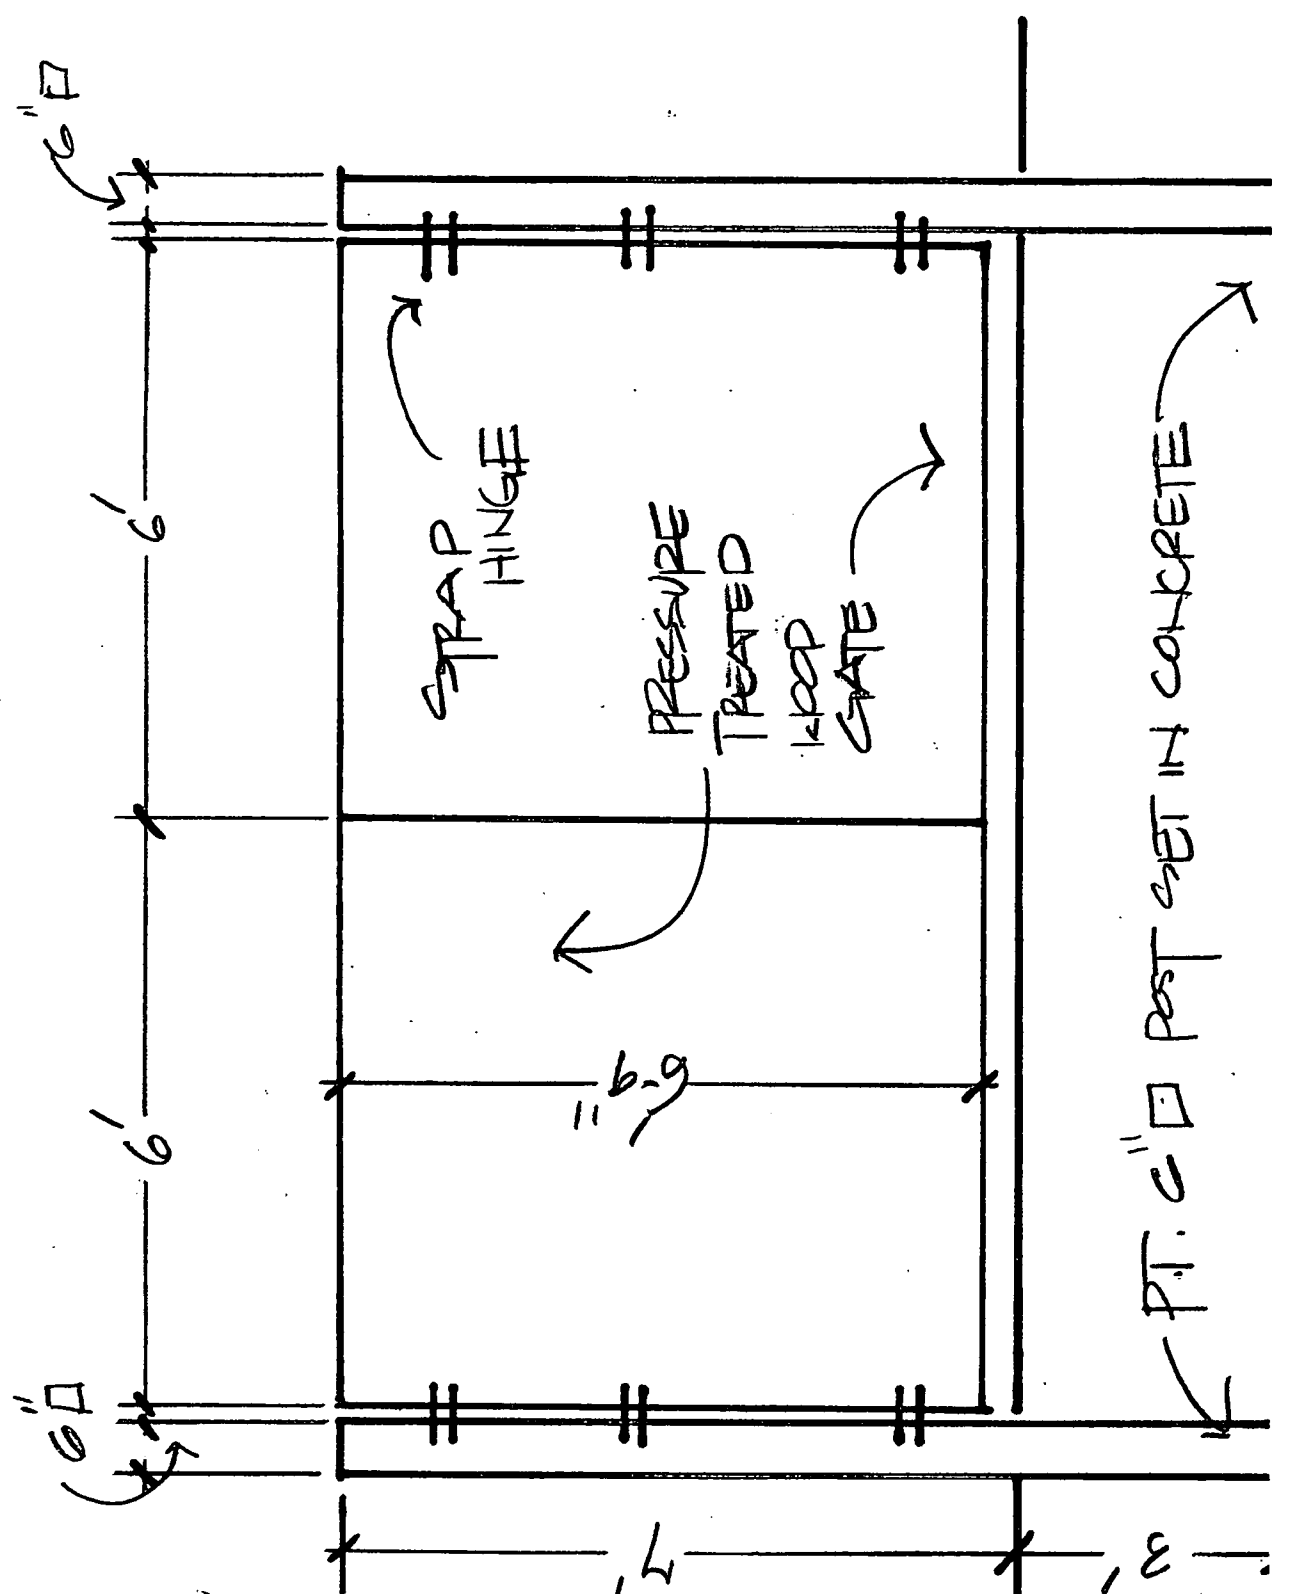 6"□
6'
6'
6"□
STRAP
HINGE
PRESSURE
TREATED
WOOD
GATE
6'-9"
7'
3'
P.T. 6"□ POST SET IN CONCRETE